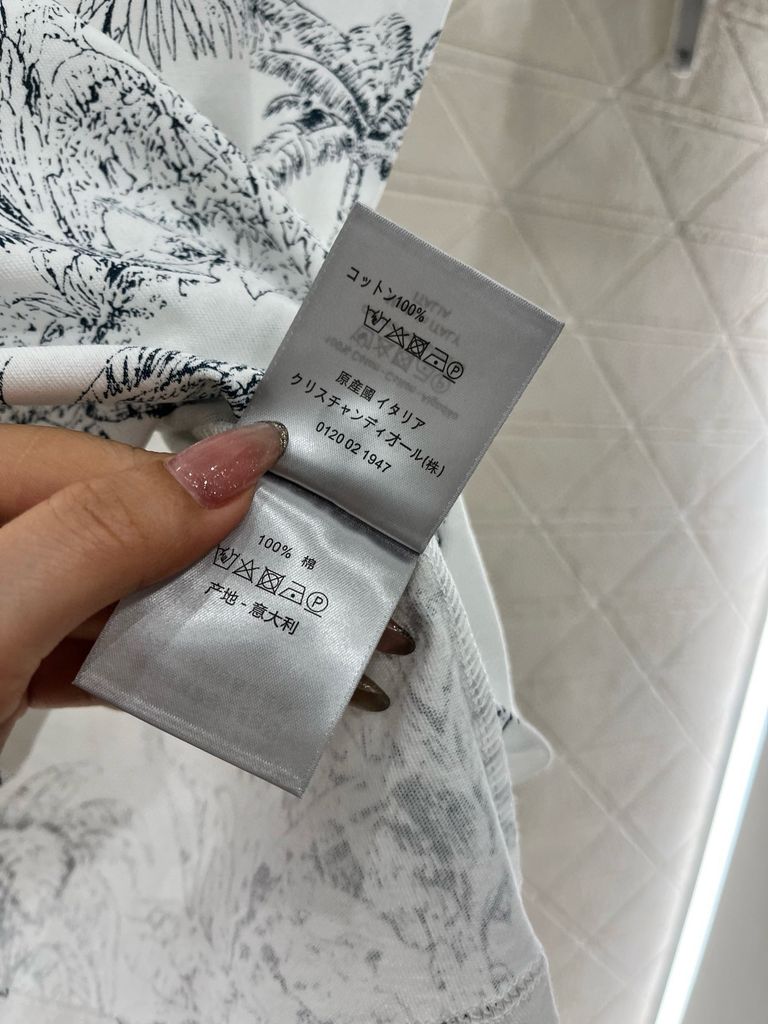 コットン100%
原産國 イタリア
クリスチャンディオール(株)
0120 02 1947
100% 棉
产地 - 意大利